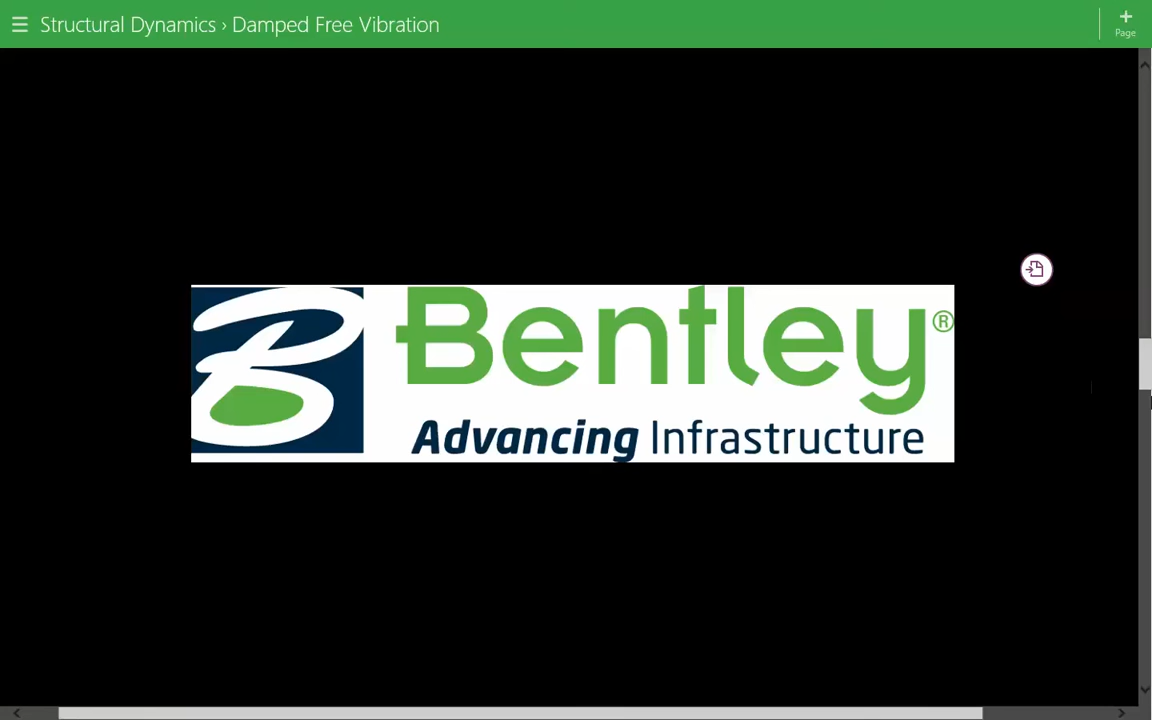 Structural Dynamics › Damped Free Vibration
Page
Bentley®
Advancing Infrastructure